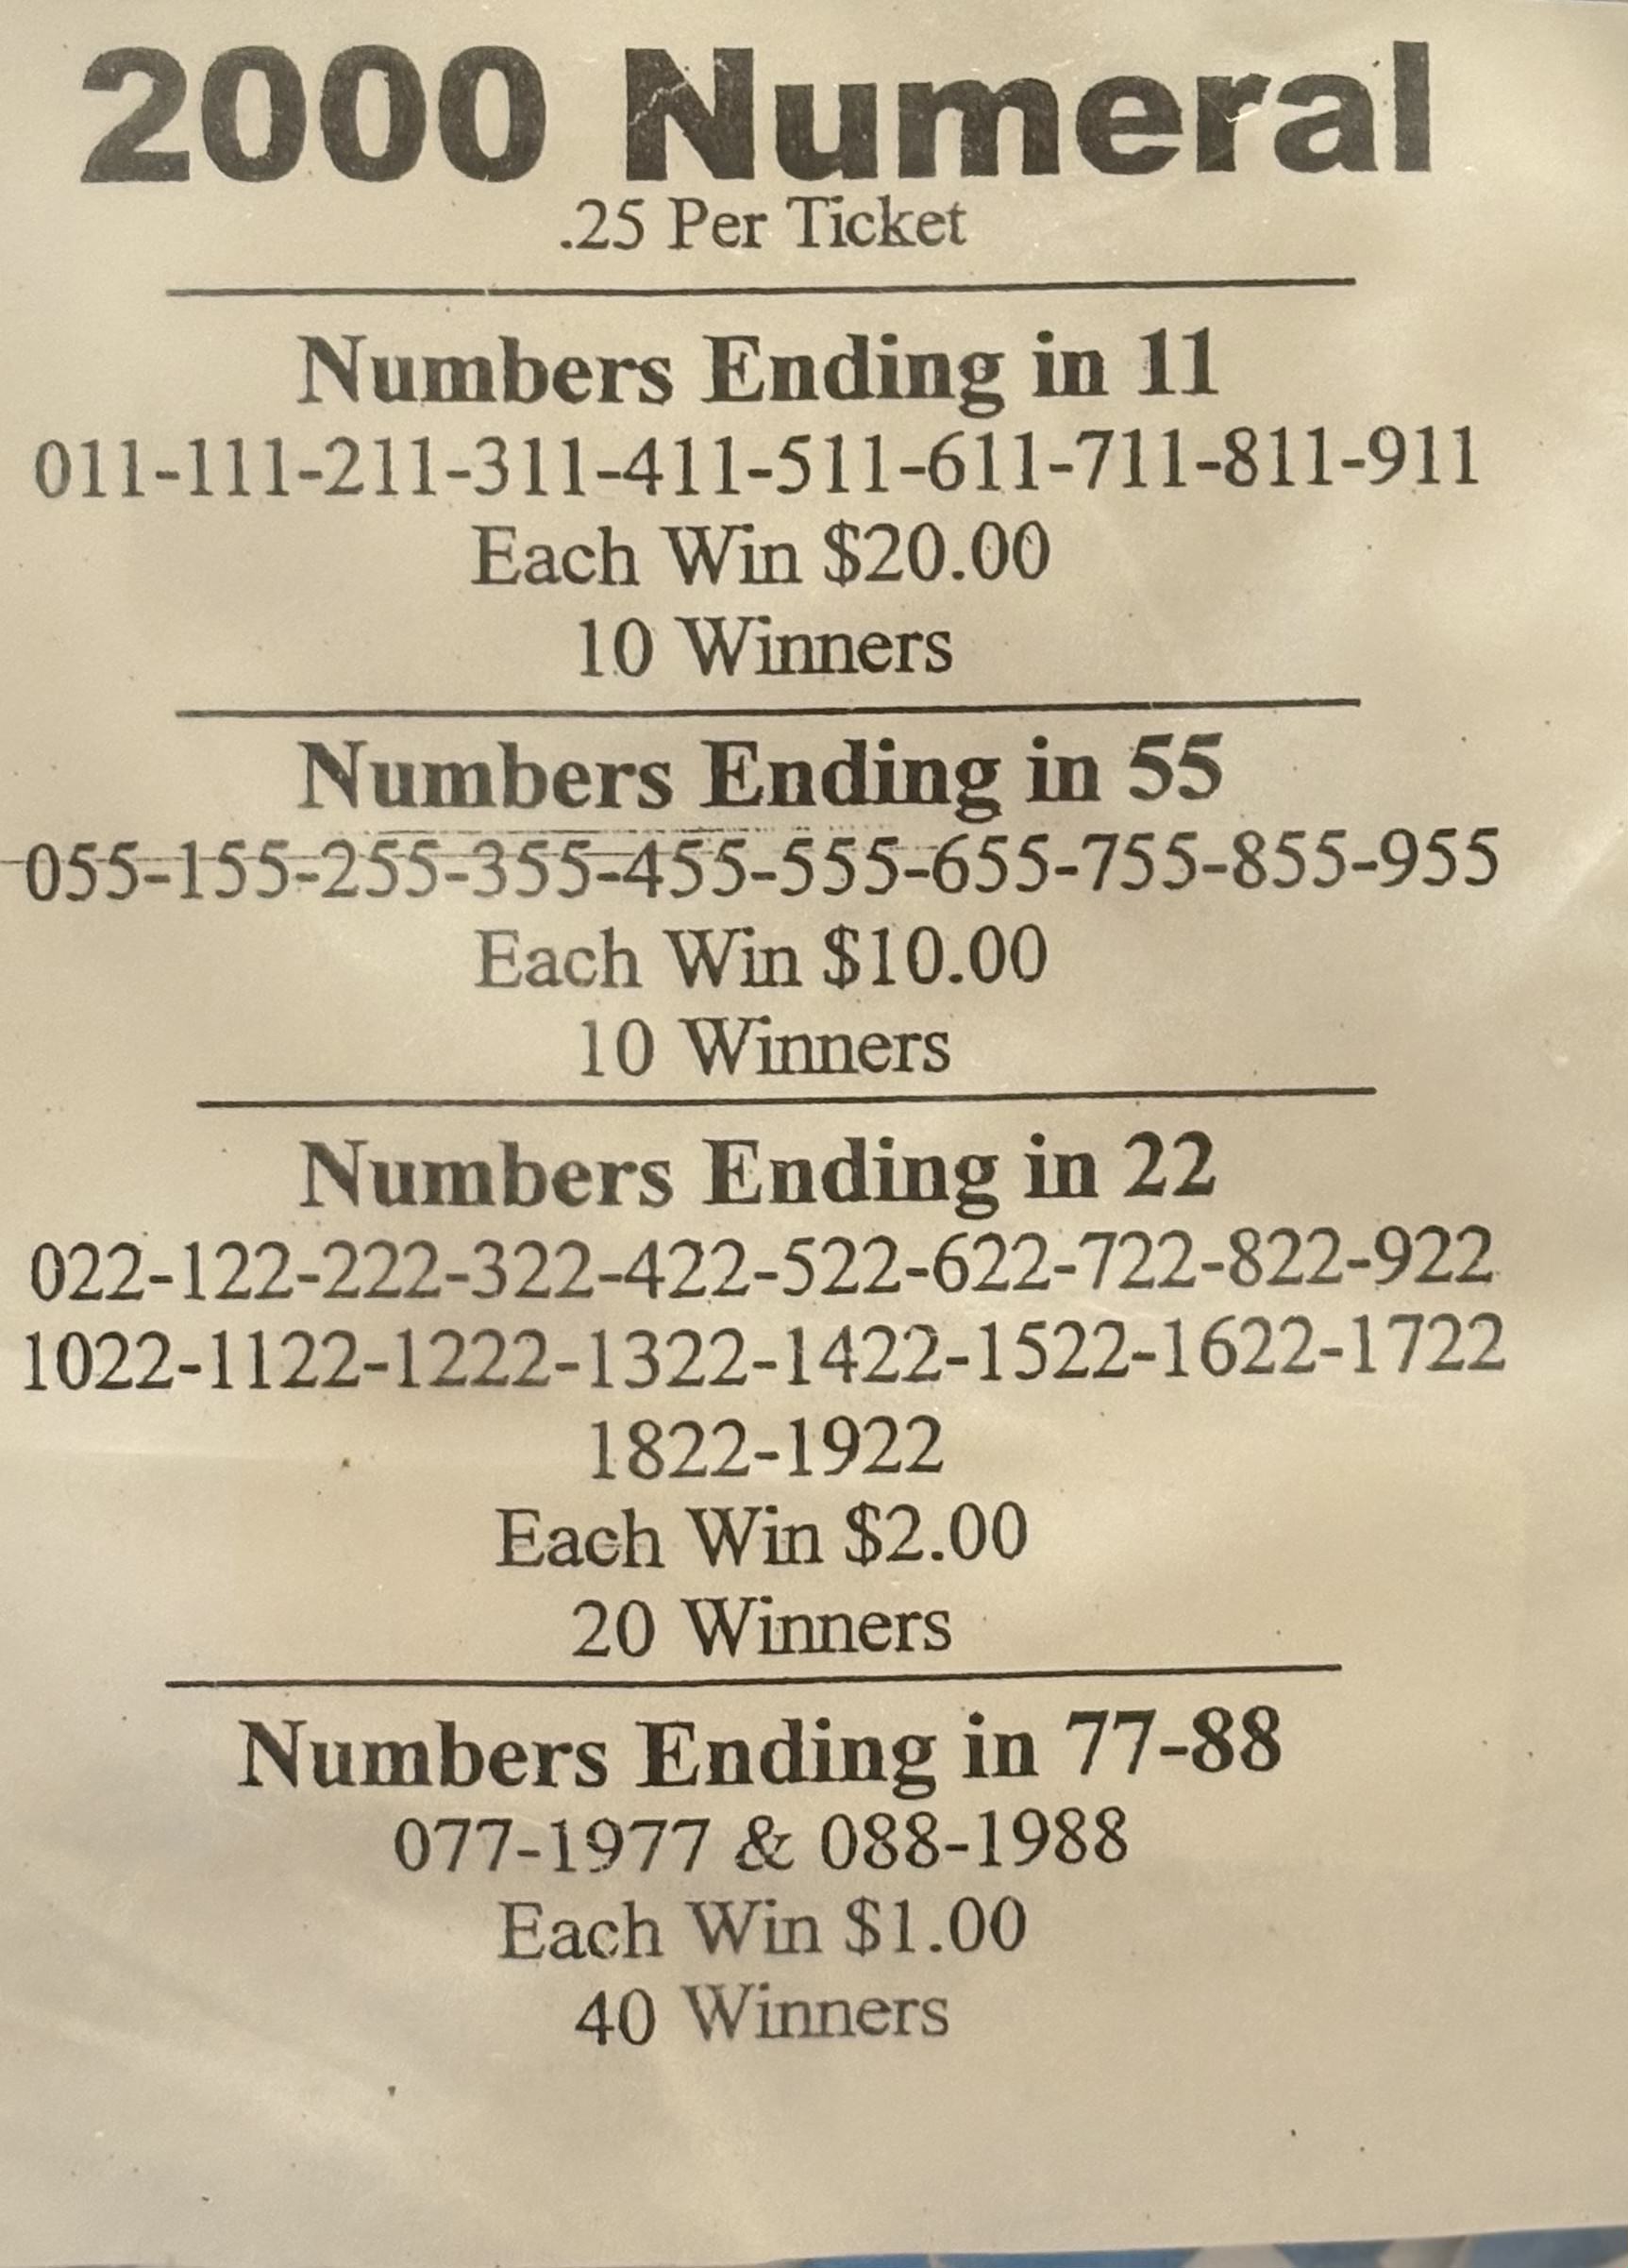 2000 Numeral
.25 Per Ticket
Numbers Ending in 11
011-111-211-311-411-511-611-711-811-911
Each Win $20.00
10 Winners
Numbers Ending in 55
055-155-255-355-455-555-655-755-855-955
Each Win $10.00
10 Winners
Numbers Ending in 22
022-122-222-322-422-522-622-722-822-922
1022-1122-1222-1322-1422-1522-1622-1722
1822-1922
Each Win $2.00
20 Winners
Numbers Ending in 77-88
077-1977 & 088-1988
Each Win $1.00
40 Winners